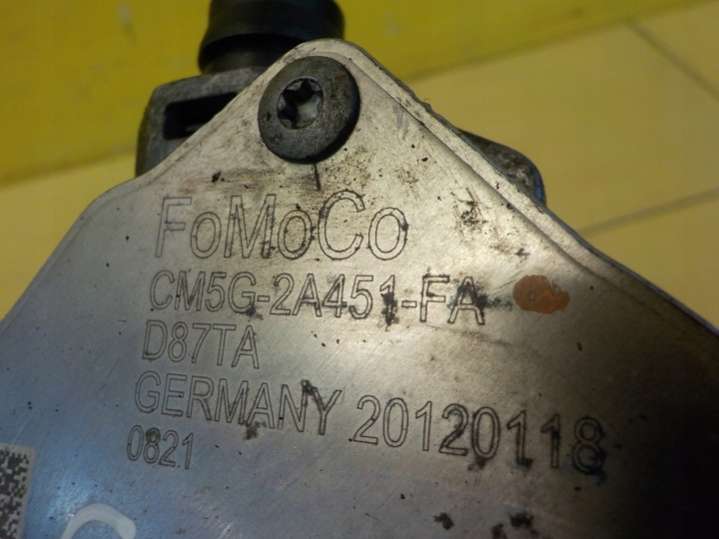 FoMoCo
CM5G-2A451-FA
D87TA
GERMANY 20120118
0821